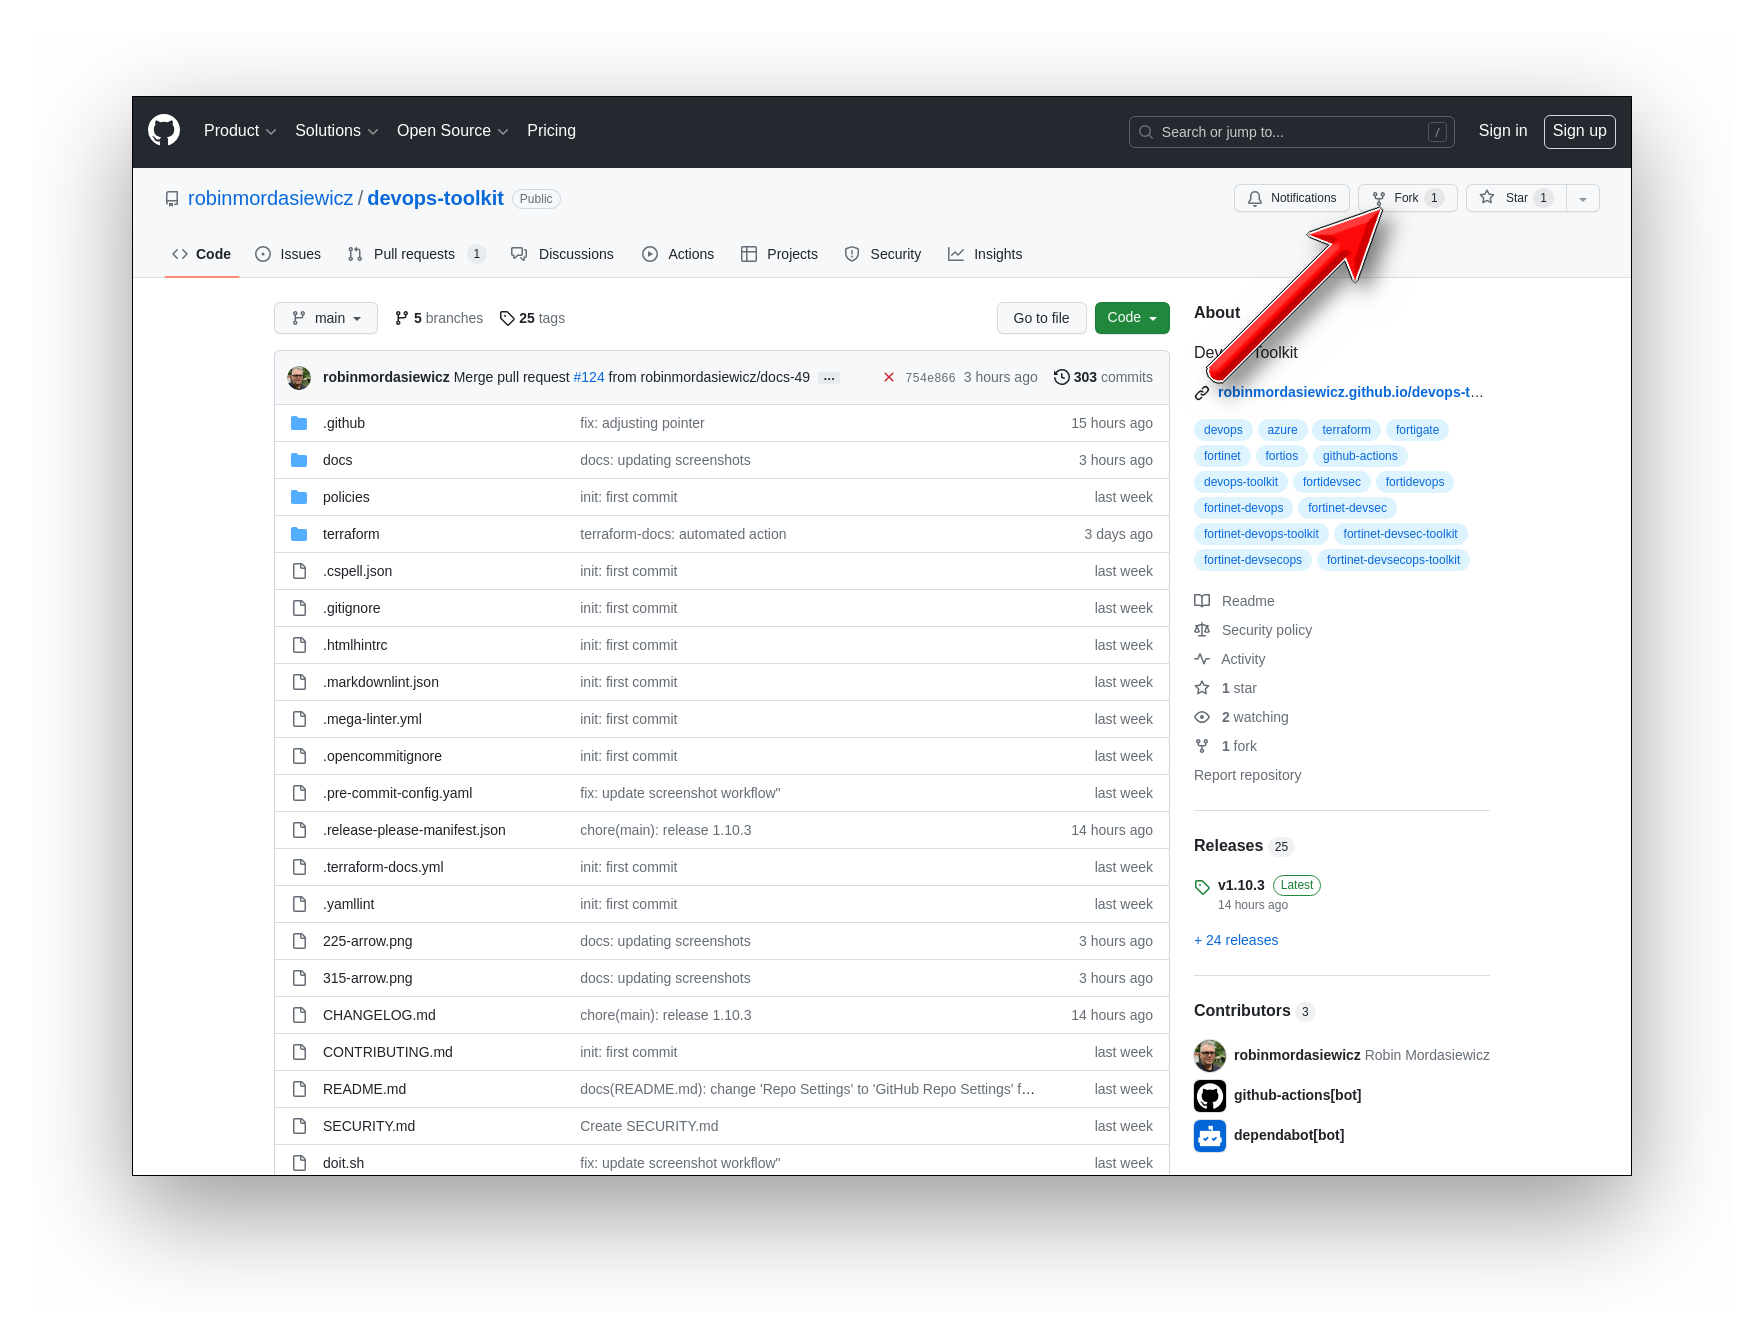 Product Solutions Open Source Pricing Search or jump to... / Sign in Sign up
robinmordasiewicz / devops-toolkit Public Notifications Fork 1 Star 1
Code Issues Pull requests 1 Discussions Actions Projects Security Insights
main 5 branches 25 tags Go to file Code
robinmordasiewicz Merge pull request #124 from robinmordasiewicz/docs-49 ... 754e866 3 hours ago 303 commits
.github fix: adjusting pointer 15 hours ago
docs docs: updating screenshots 3 hours ago
policies init: first commit last week
terraform terraform-docs: automated action 3 days ago
.cspell.json init: first commit last week
.gitignore init: first commit last week
.htmlhintrc init: first commit last week
.markdownlint.json init: first commit last week
.mega-linter.yml init: first commit last week
.opencommitignore init: first commit last week
.pre-commit-config.yaml fix: update screenshot workflow" last week
.release-please-manifest.json chore(main): release 1.10.3 14 hours ago
.terraform-docs.yml init: first commit last week
.yamllint init: first commit last week
225-arrow.png docs: updating screenshots 3 hours ago
315-arrow.png docs: updating screenshots 3 hours ago
CHANGELOG.md chore(main): release 1.10.3 14 hours ago
CONTRIBUTING.md init: first commit last week
README.md docs(README.md): change 'Repo Settings' to 'GitHub Repo Settings' f… last week
SECURITY.md Create SECURITY.md last week
doit.sh fix: update screenshot workflow" last week
About
Toolkit
robinmordasiewicz.github.io/devops-t…
devops azure terraform fortigate
fortinet fortios github-actions
devops-toolkit fortidevsec fortidevops
fortinet-devops fortinet-devsec
fortinet-devops-toolkit fortinet-devsec-toolkit
fortinet-devsecops fortinet-devsecops-toolkit
Readme
Security policy
Activity
1 star
2 watching
1 fork
Report repository
Releases 25
v1.10.3 Latest
14 hours ago
+ 24 releases
Contributors 3
robinmordasiewicz Robin Mordasiewicz
github-actions[bot]
dependabot[bot]